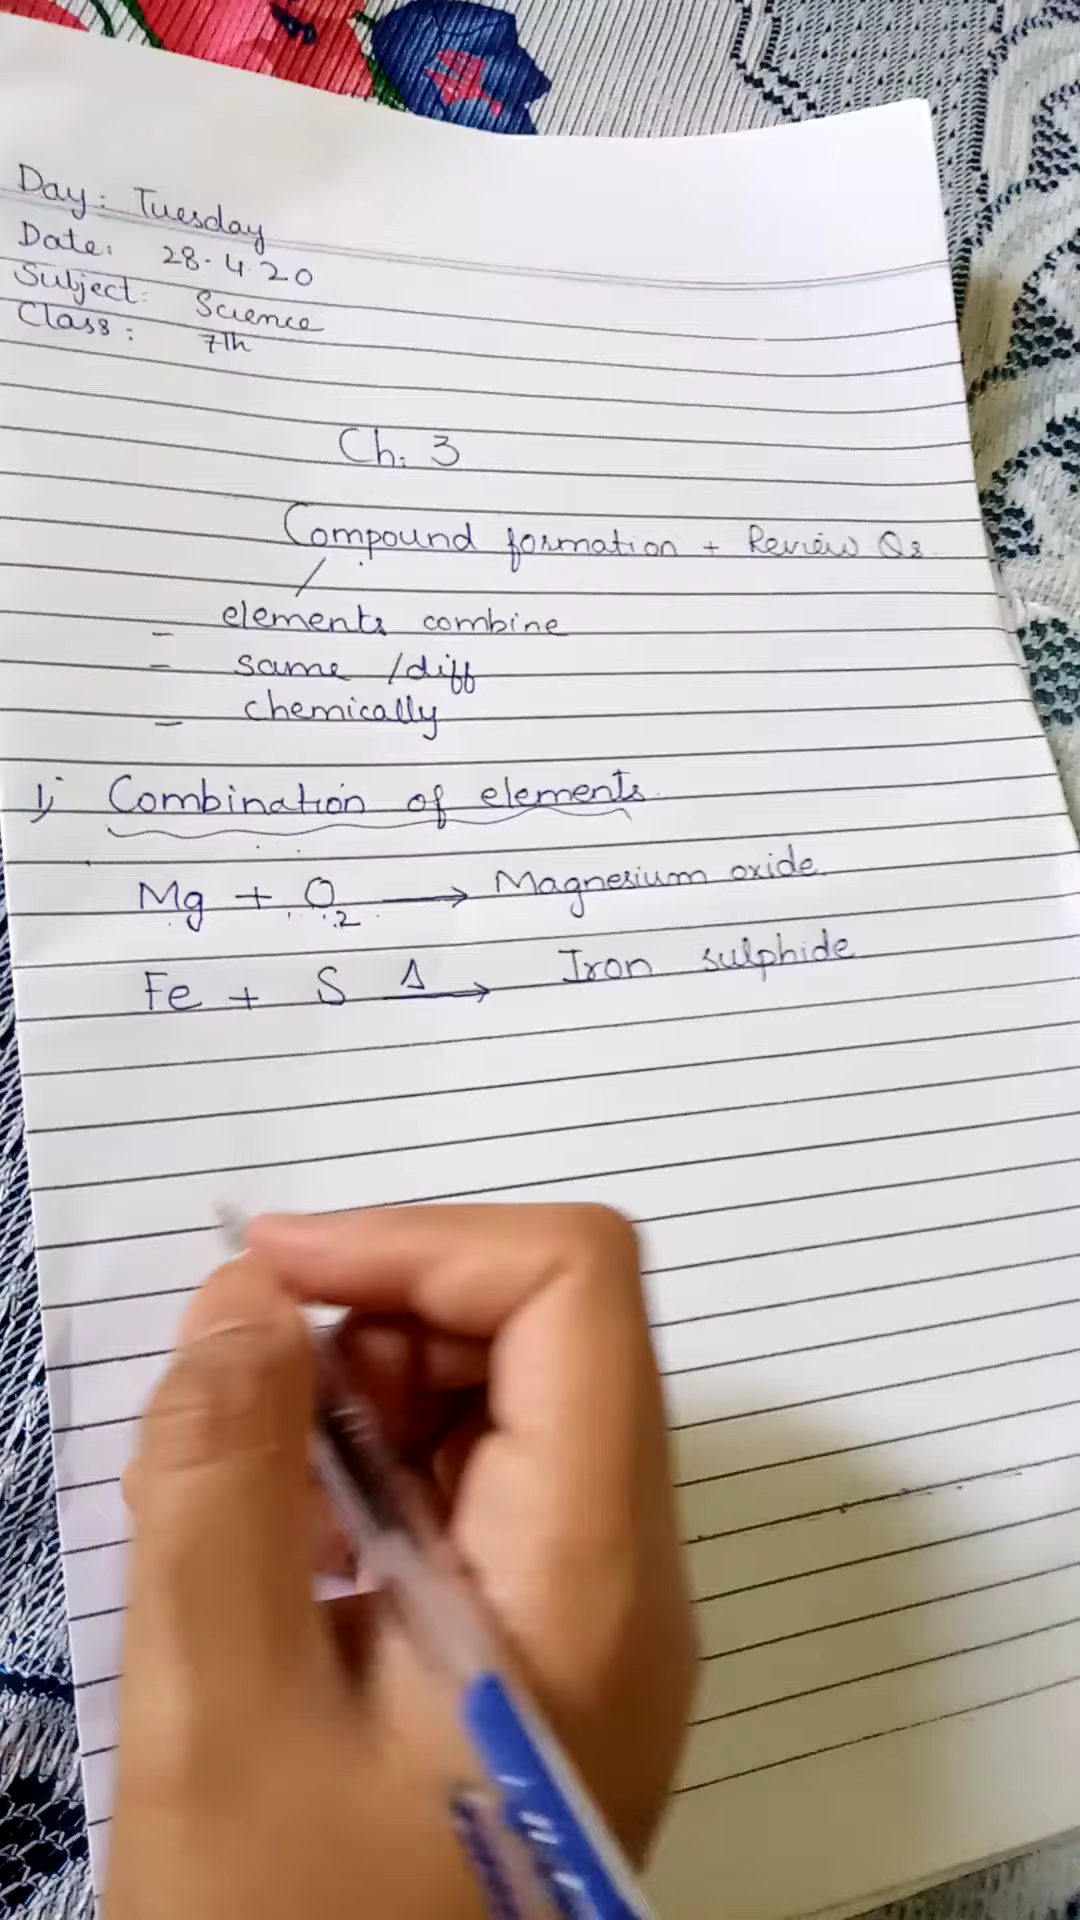 Day: Tuesday
Date: 28.4.20
Subject: Science
Class: 7th
Ch: 3
Compound formation + Review Qs.
- elements combine
- same /diff
- chemically
1) Combination of elements.
Mg + O₂ ⟶ Magnesium oxide.
Fe + S Δ⟶ Iron sulphide